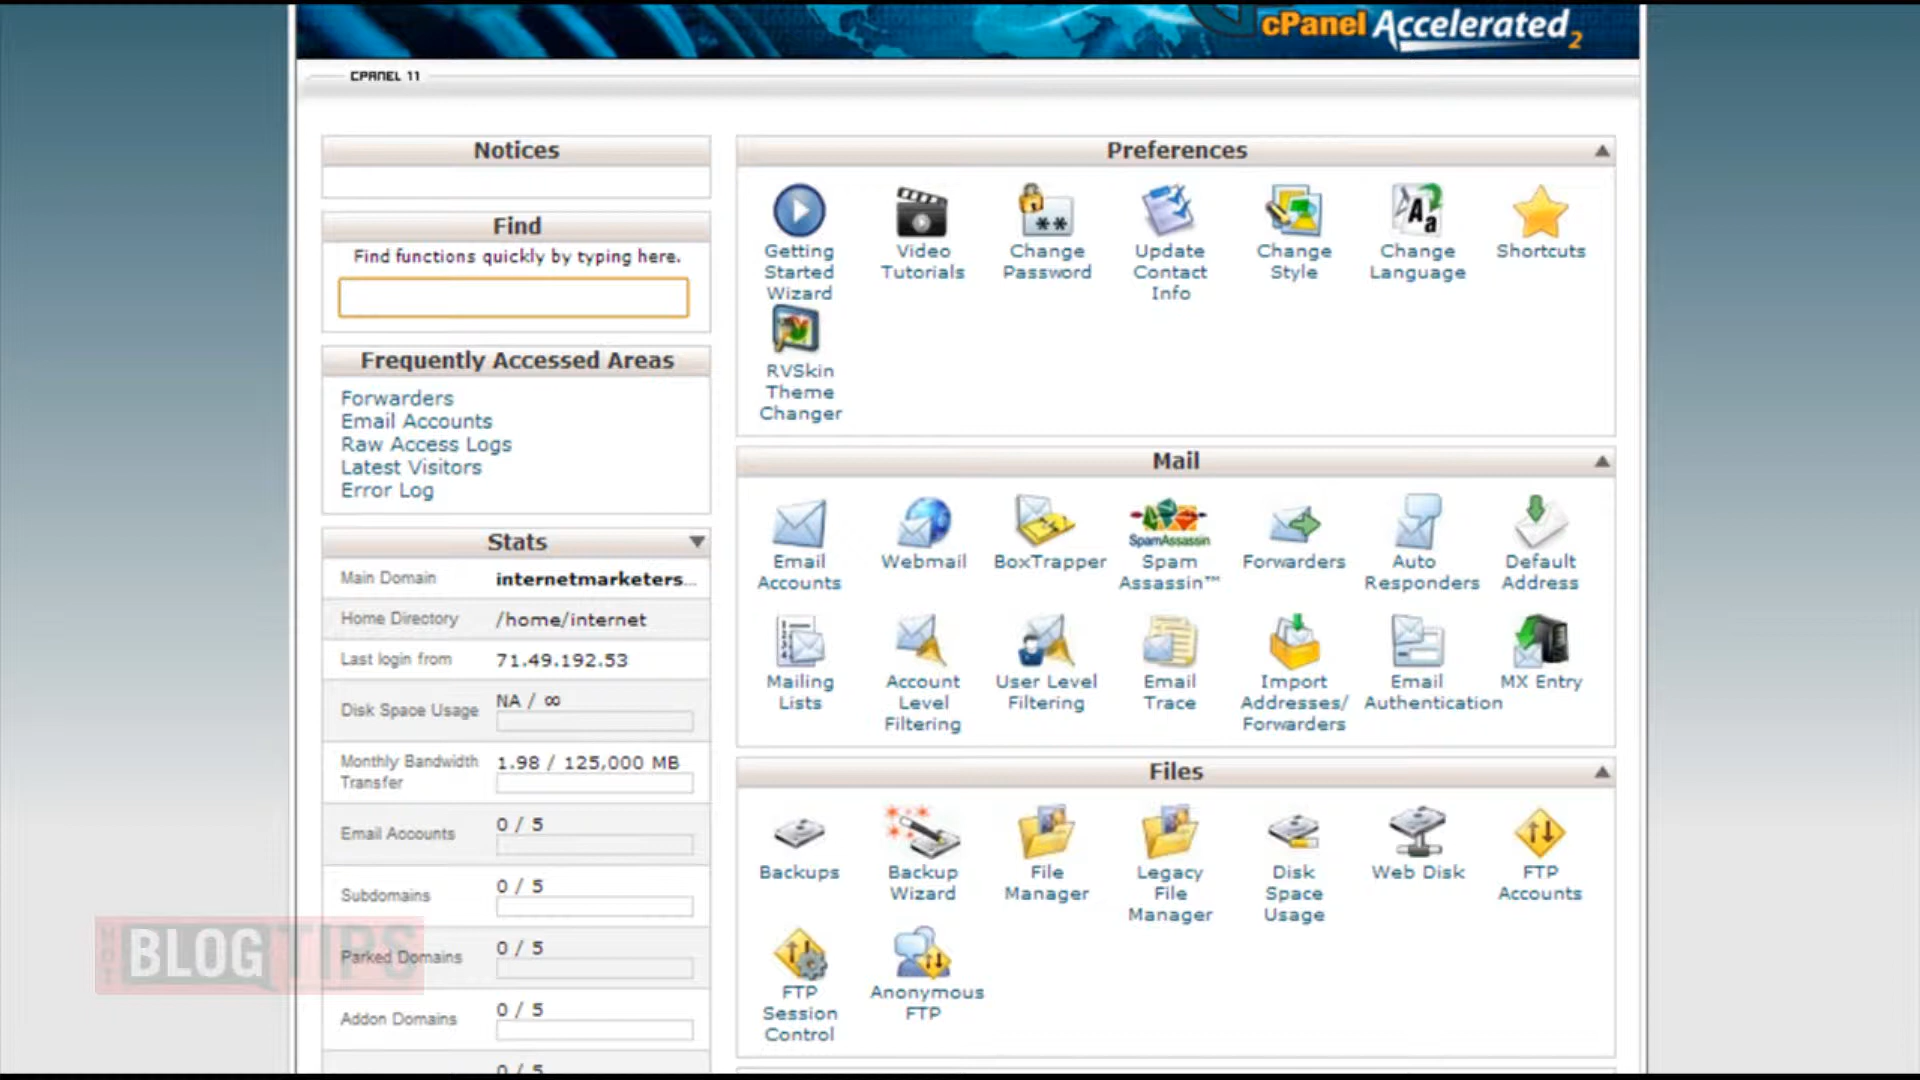 cPanel Accelerated2
CPANEL 11
Notices
Find
Find functions quickly by typing here.
Frequently Accessed Areas
Forwarders
Email Accounts
Raw Access Logs
Latest Visitors
Error Log
Stats
Main Domain internetmarketers...
Home Directory /home/internet
Last login from 71.49.192.53
Disk Space Usage NA / ∞
Monthly Bandwidth
Transfer
1.98 / 125,000 MB
Email Accounts 0 / 5
Subdomains 0 / 5
Parked Domains 0 / 5
Addon Domains 0 / 5
0 / 5
Preferences
Getting
Started
Wizard
Video
Tutorials
Change
Password
Update
Contact
Info
Change
Style
Change
Language
Shortcuts
RVSkin
Theme
Changer
Mail
Email
Accounts
Webmail
BoxTrapper
SpamAssassin
Spam
Assassin™
Forwarders
Auto
Responders
Default
Address
Mailing
Lists
Account
Level
Filtering
User Level
Filtering
Email
Trace
Import
Addresses/
Forwarders
Email
Authentication
MX Entry
Files
Backups
Backup
Wizard
File
Manager
Legacy
File
Manager
Disk
Space
Usage
Web Disk
FTP
Accounts
FTP
Session
Control
Anonymous
FTP
HOT BLOG TIPS